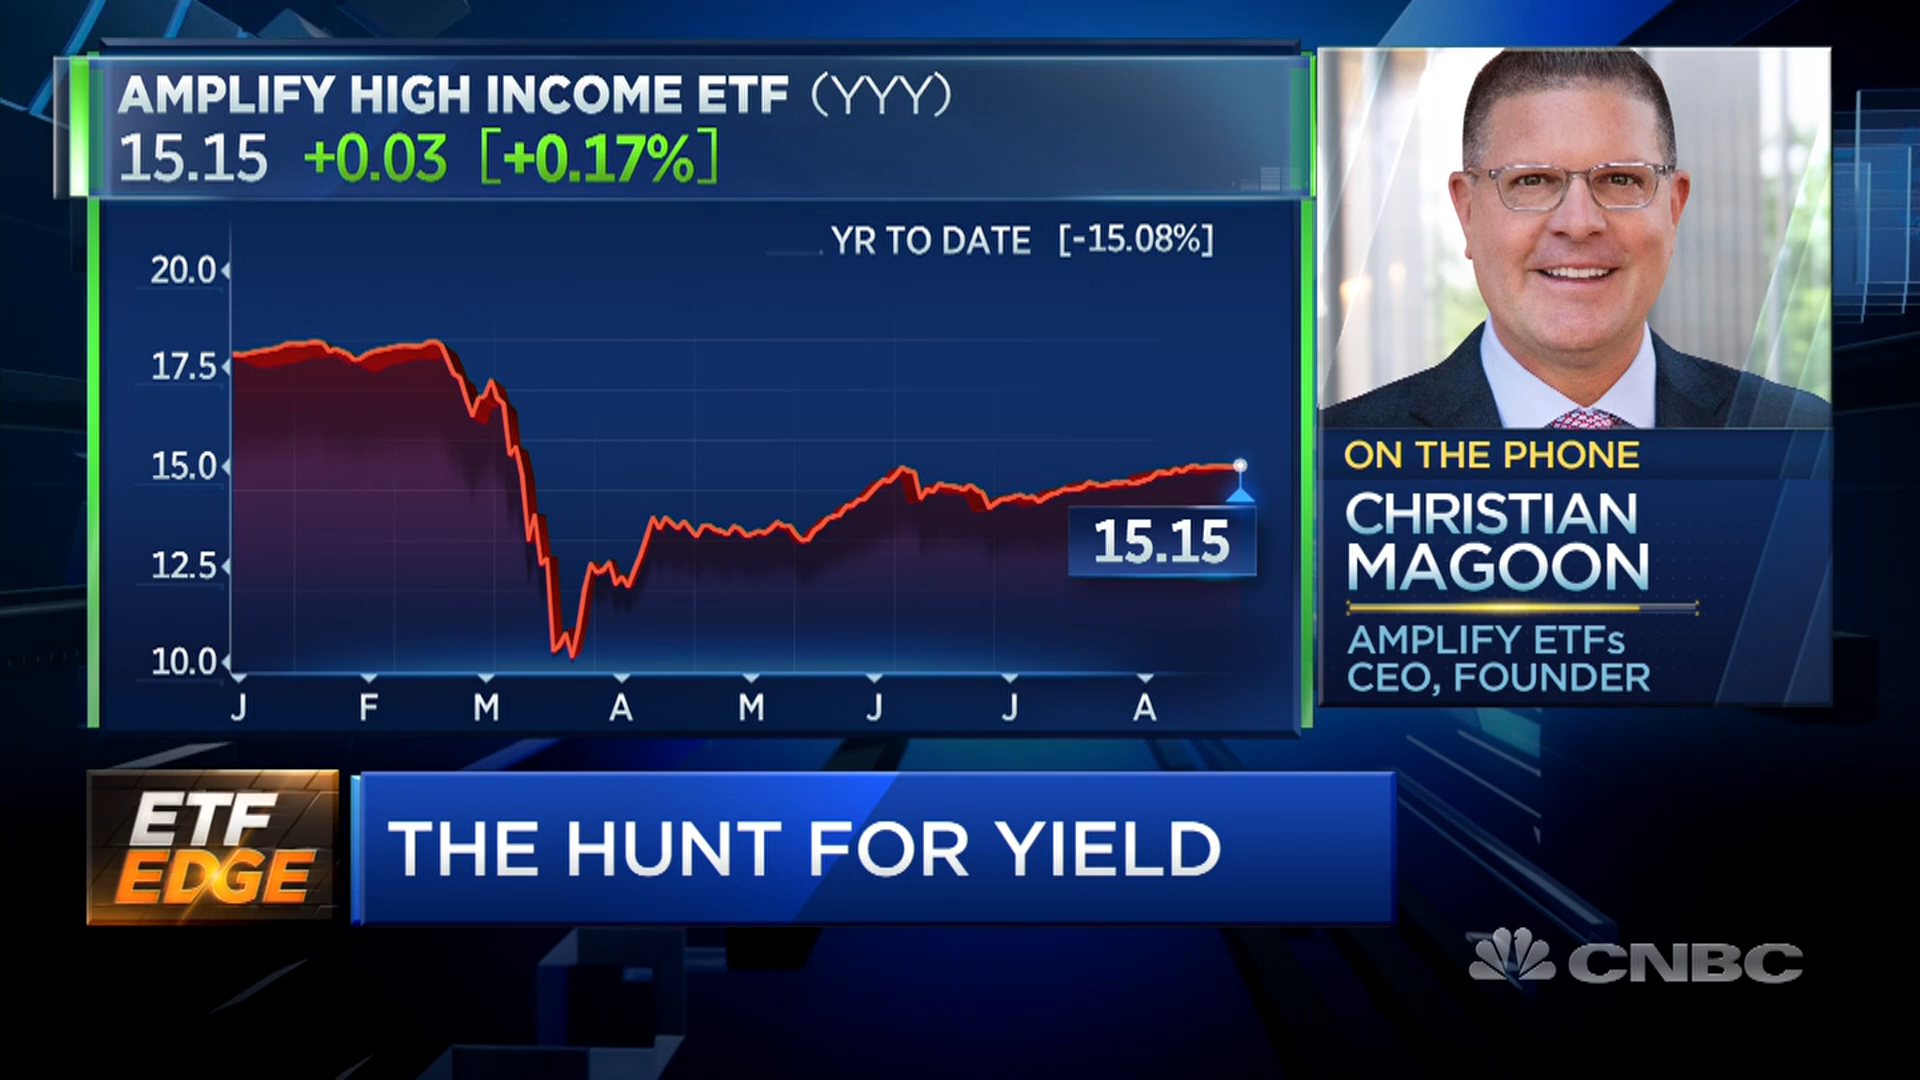 AMPLIFY HIGH INCOME ETF (YYY)
15.15 +0.03 [+0.17%]
YR TO DATE [-15.08%]
20.0
17.5
15.0
12.5
10.0
15.15
J F M A M J J A
ON THE PHONE
CHRISTIAN
MAGOON
AMPLIFY ETFs
CEO, FOUNDER
ETF
EDGE
THE HUNT FOR YIELD
CNBC